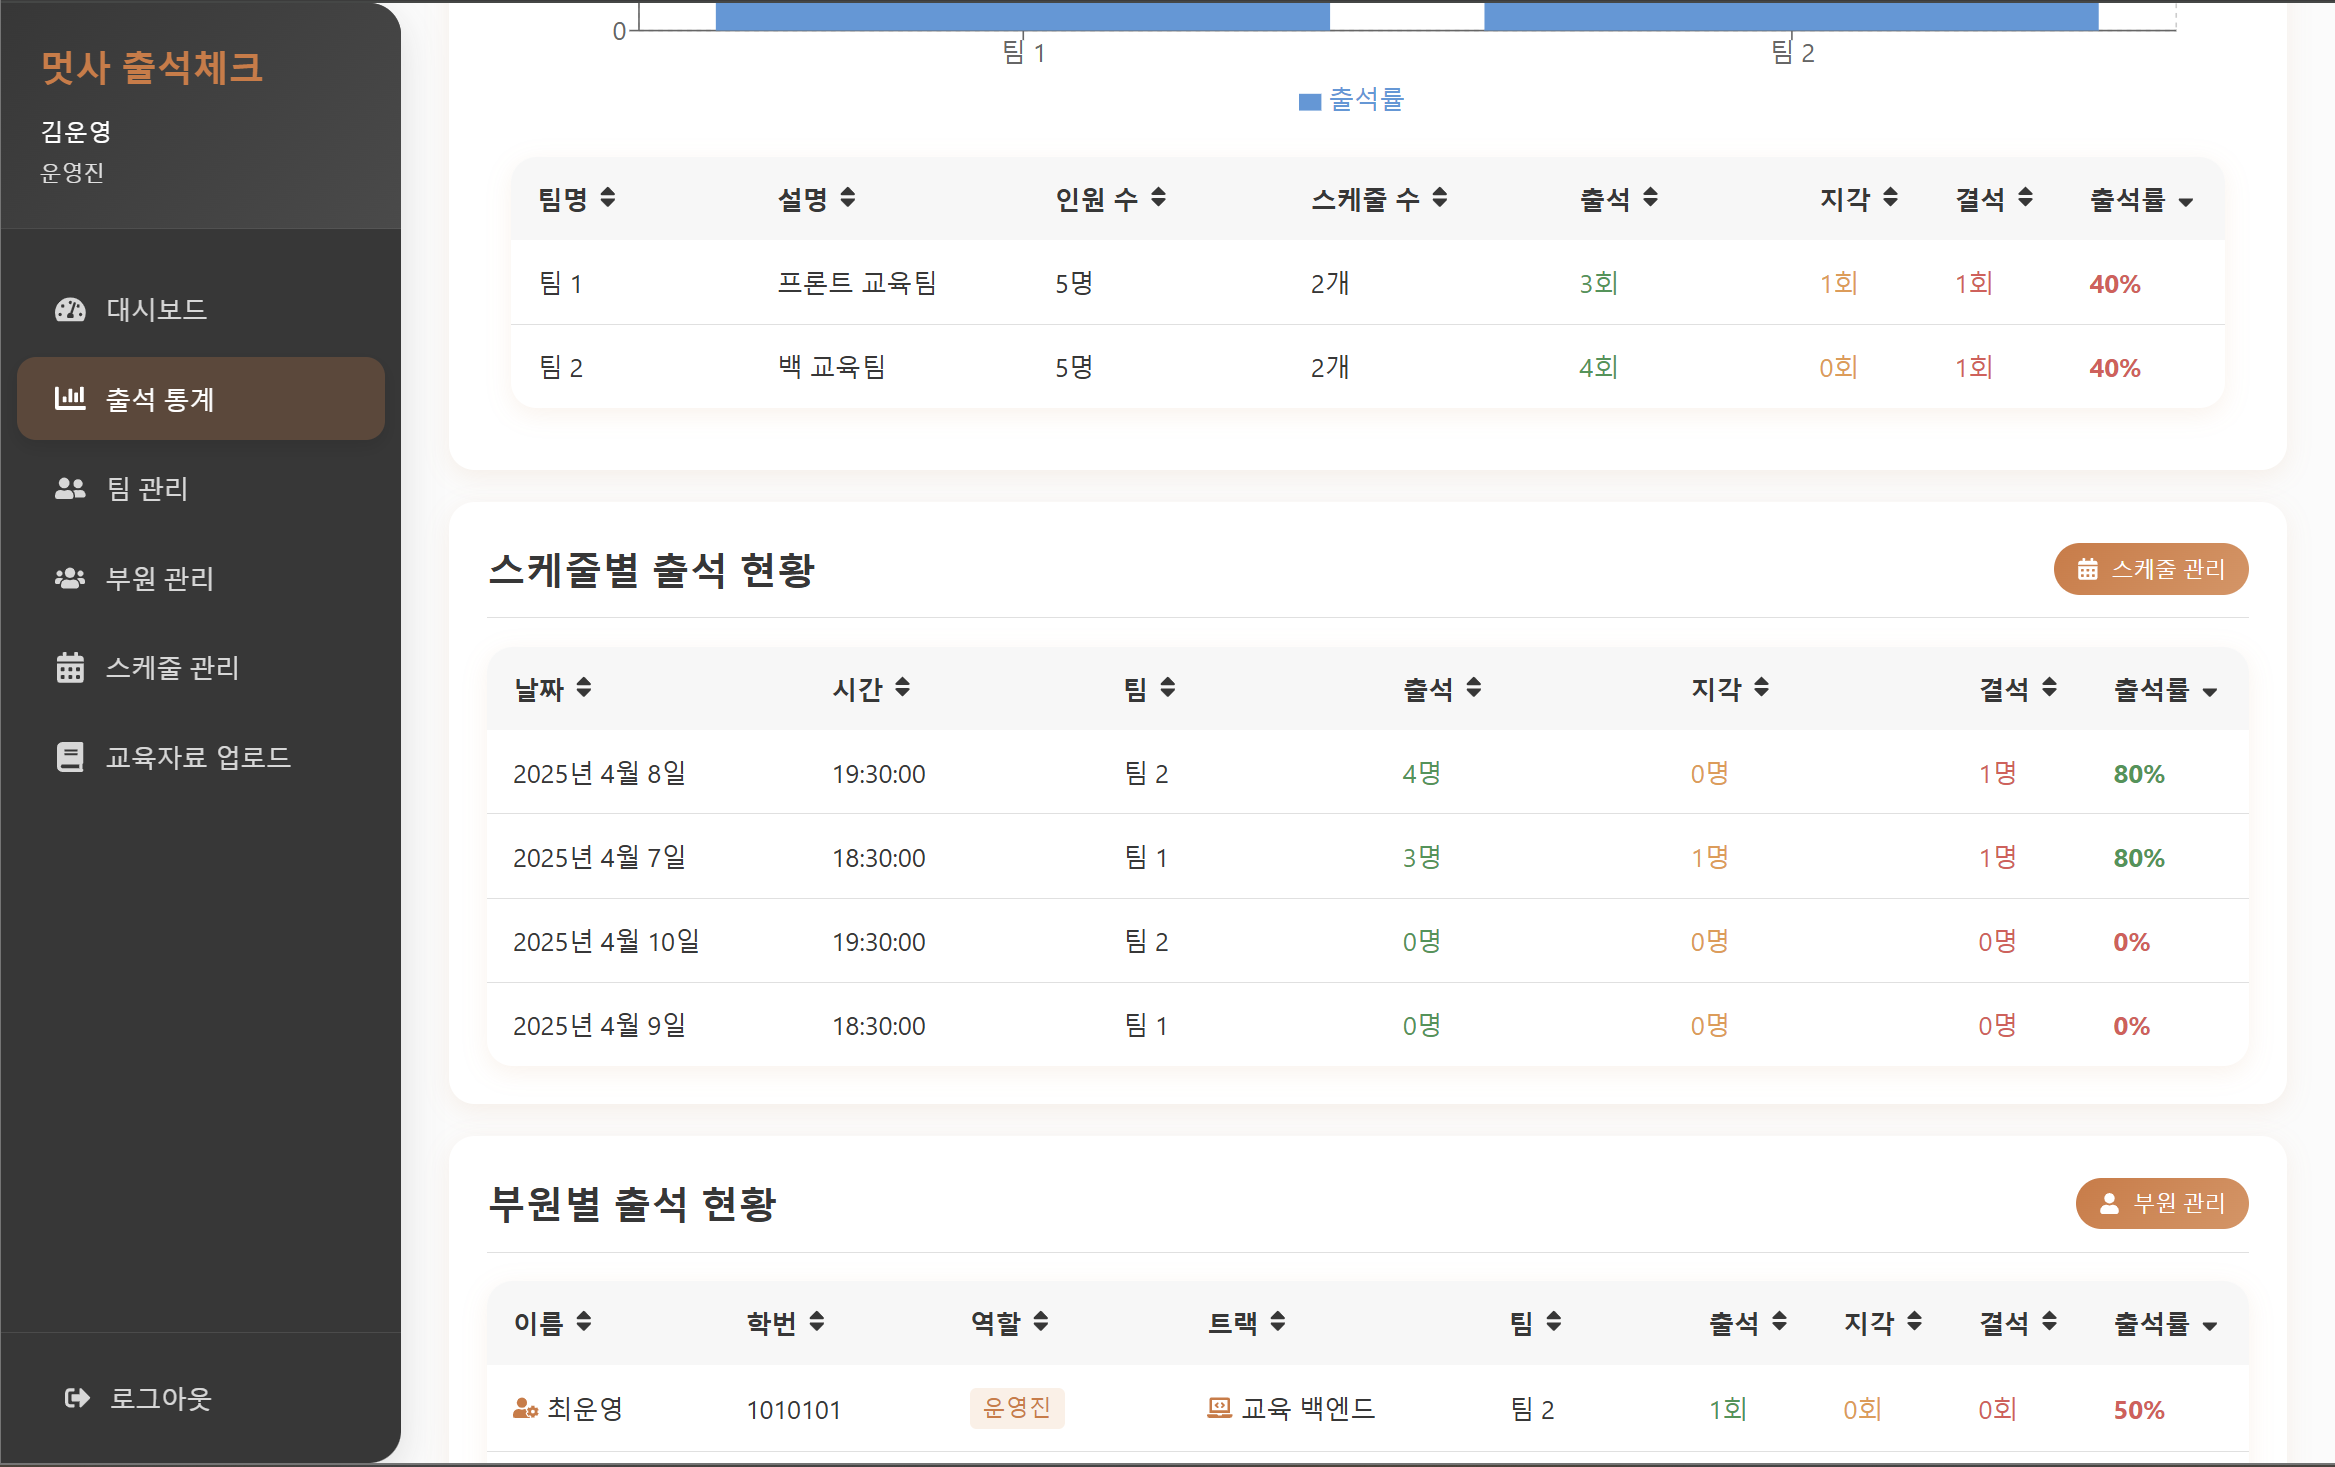 멋사 출석체크
김운영
운영진
대시보드
출석 통계
팀 관리
부원 관리
스케줄 관리
교육자료 업로드
로그아웃
0
팀 1 팀 2
출석률
팀명 설명 인원 수 스케줄 수 출석 지각 결석 출석률
팀 1 프론트 교육팀 5명 2개 3회 1회 1회 40%
팀 2 백 교육팀 5명 2개 4회 0회 1회 40%
스케줄별 출석 현황 스케줄 관리
날짜 시간 팀 출석 지각 결석 출석률
2025년 4월 8일 19:30:00 팀 2 4명 0명 1명 80%
2025년 4월 7일 18:30:00 팀 1 3명 1명 1명 80%
2025년 4월 10일 19:30:00 팀 2 0명 0명 0명 0%
2025년 4월 9일 18:30:00 팀 1 0명 0명 0명 0%
부원별 출석 현황 부원 관리
이름 학번 역할 트랙 팀 출석 지각 결석 출석률
최운영 1010101 운영진 교육 백엔드 팀 2 1회 0회 0회 50%